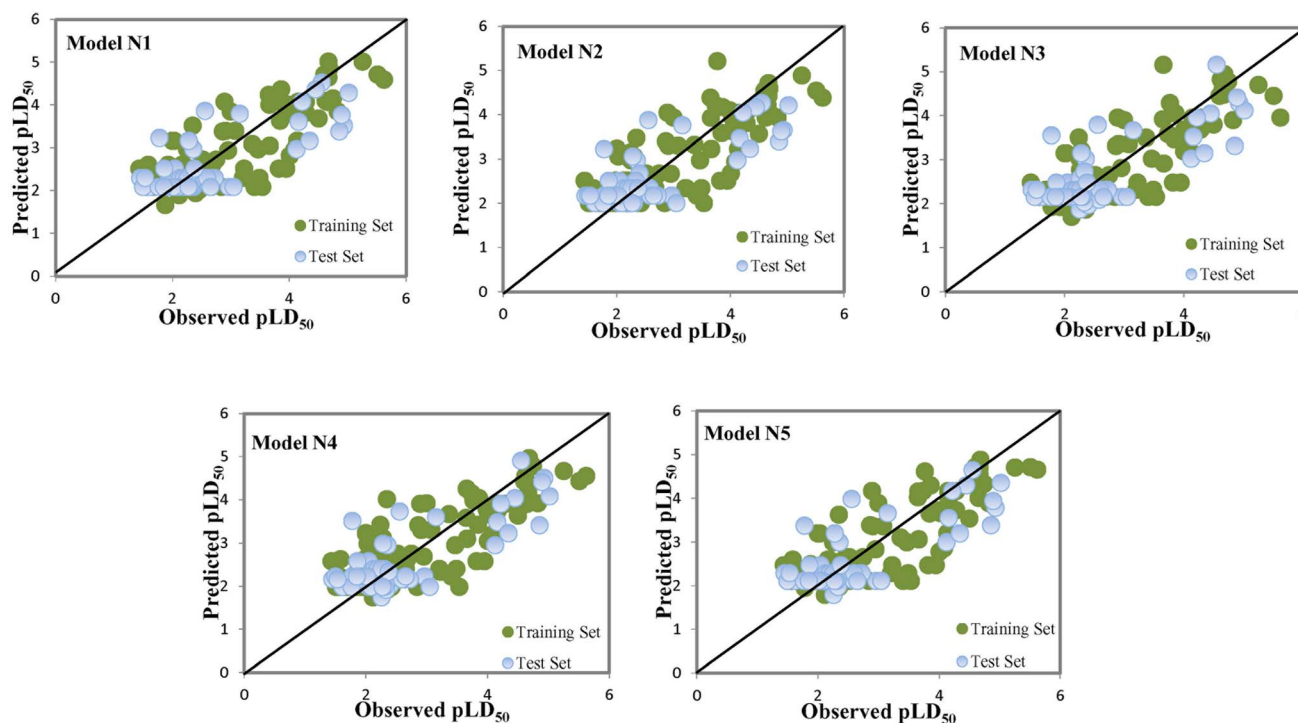 Model N1
Predicted pLD₅₀
6
5
4
3
2
1
0
Training Set
Test Set
0 2 4 6
Observed pLD₅₀
Model N2
Predicted pLD₅₀
6
5
4
3
2
1
0
Training Set
Test Set
0 2 4 6
Observed pLD₅₀
Model N3
Predicted pLD₅₀
6
5
4
3
2
1
0
Training Set
Test Set
0 2 4
Observed pLD₅₀
Model N4
Predicted pLD₅₀
6
5
4
3
2
1
0
Training Set
Test Set
0 2 4 6
Observed pLD₅₀
Model N5
Predicted pLD₅₀
6
5
4
3
2
1
0
Training Set
Test Set
0 2 4 6
Observed pLD₅₀